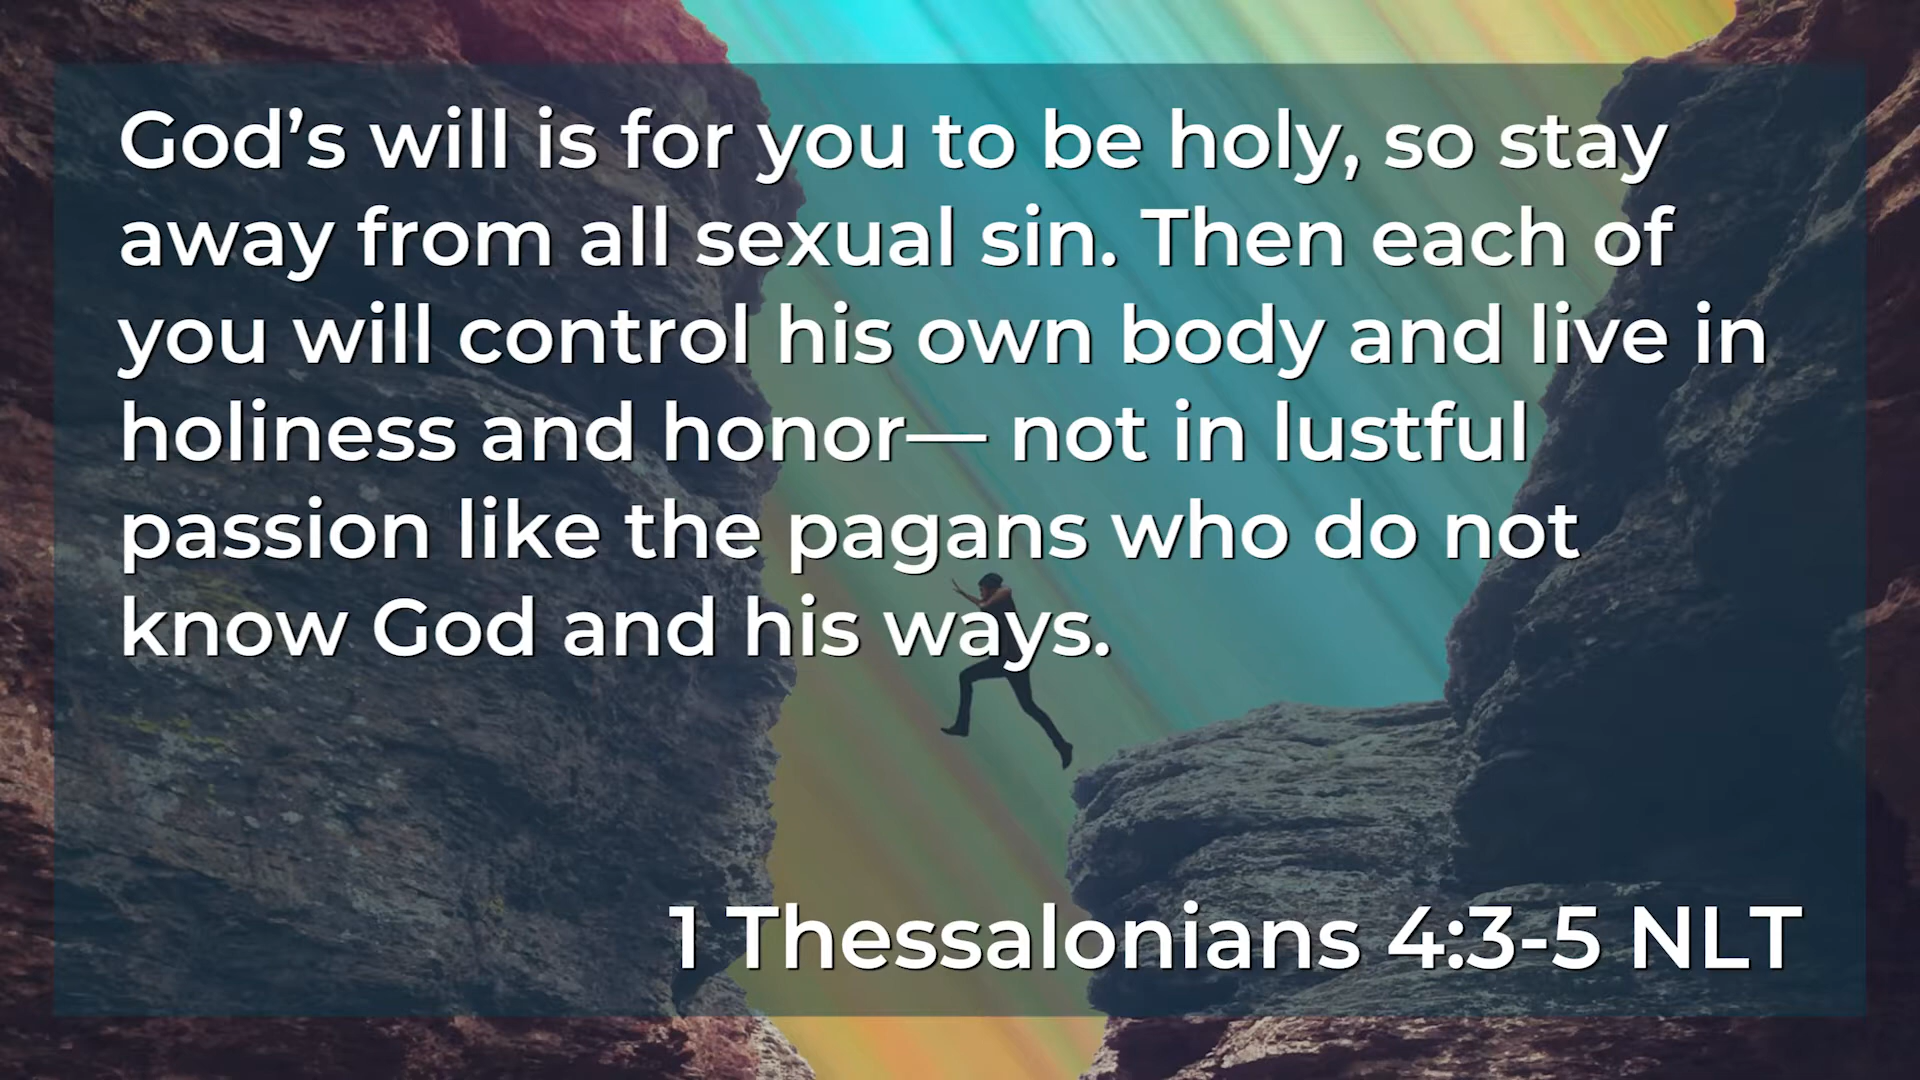 God’s will is for you to be holy, so stay
away from all sexual sin. Then each of
you will control his own body and live in
holiness and honor— not in lustful
passion like the pagans who do not
know God and his ways.
1 Thessalonians 4:3-5 NLT